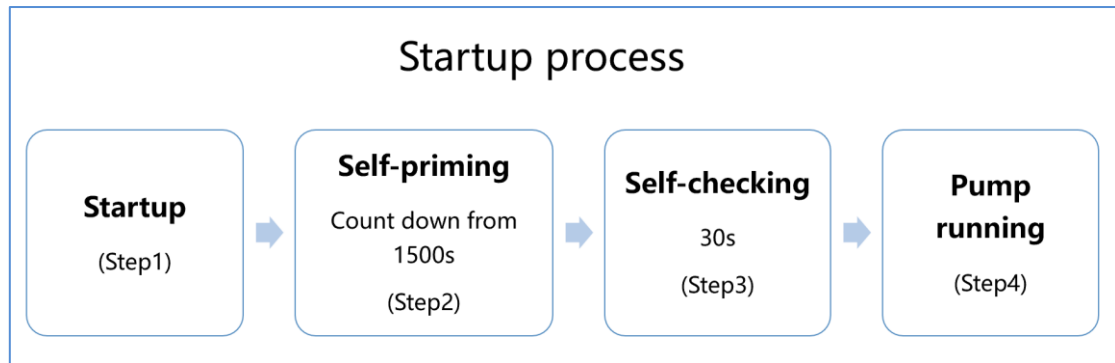 Startup process
Startup
(Step1)
Self-priming
Count down from
1500s
(Step2)
Self-checking
30s
(Step3)
Pump
running
(Step4)